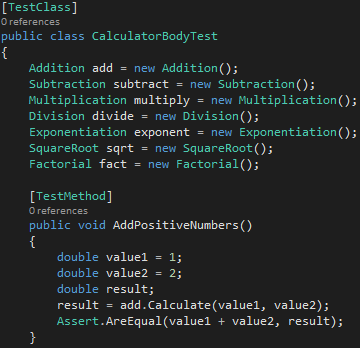 [TestClass]
0 references
public class CalculatorBodyTest
{
Addition add = new Addition();
Subtraction subtract = new Subtraction();
Multiplication multiply = new Multiplication();
Division divide = new Division();
Exponentiation exponent = new Exponentiation();
SquareRoot sqrt = new SquareRoot();
Factorial fact = new Factorial();
[TestMethod]
0 references
public void AddPositiveNumbers()
{
double value1 = 1;
double value2 = 2;
double result;
result = add.Calculate(value1, value2);
Assert.AreEqual(value1 + value2, result);
}